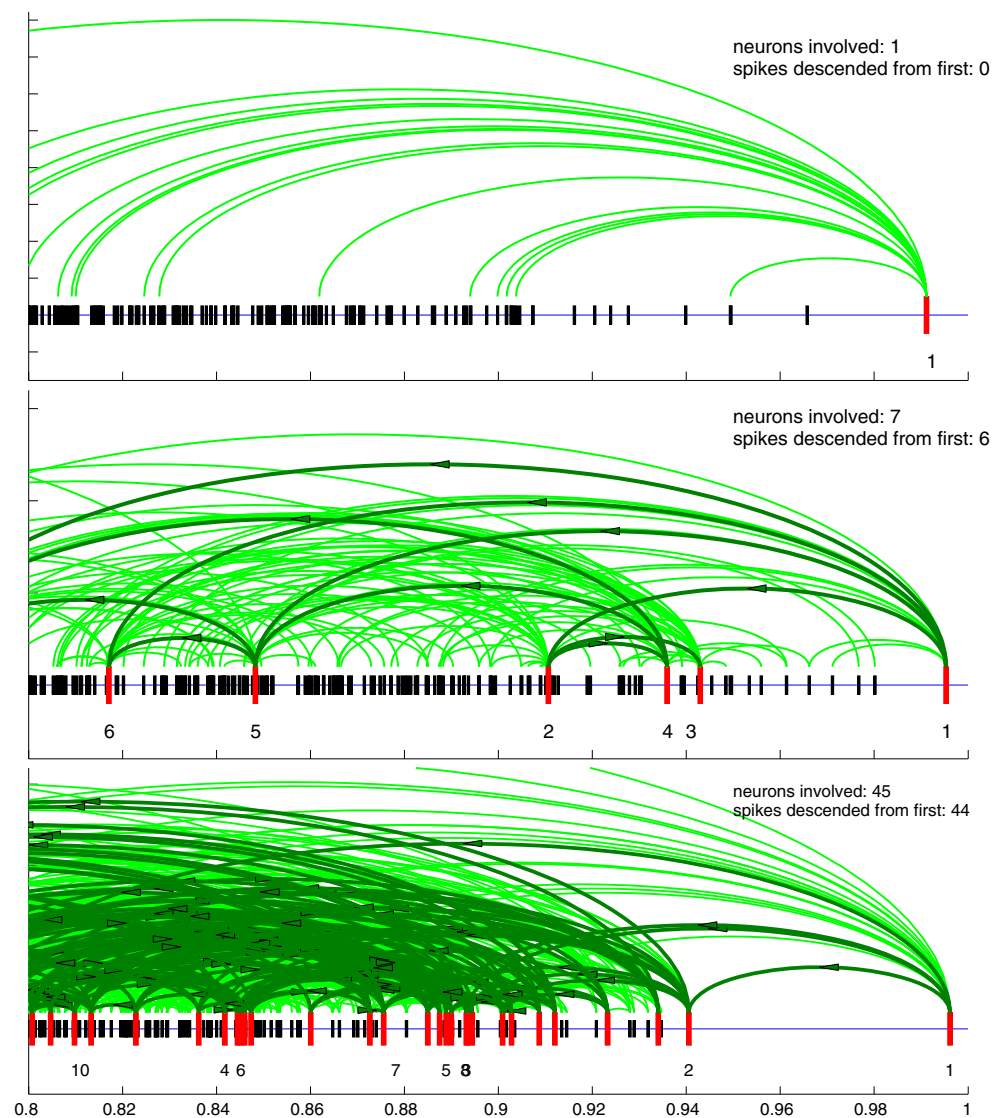 neurons involved: 1
spikes descended from first: 0
1
neurons involved: 7
spikes descended from first: 6
6 5 2 4 3 1
neurons involved: 45
spikes descended from first: 44
10 4 6 7 5 8 2 1
0.8 0.82 0.84 0.86 0.88 0.9 0.92 0.94 0.96 0.98 1